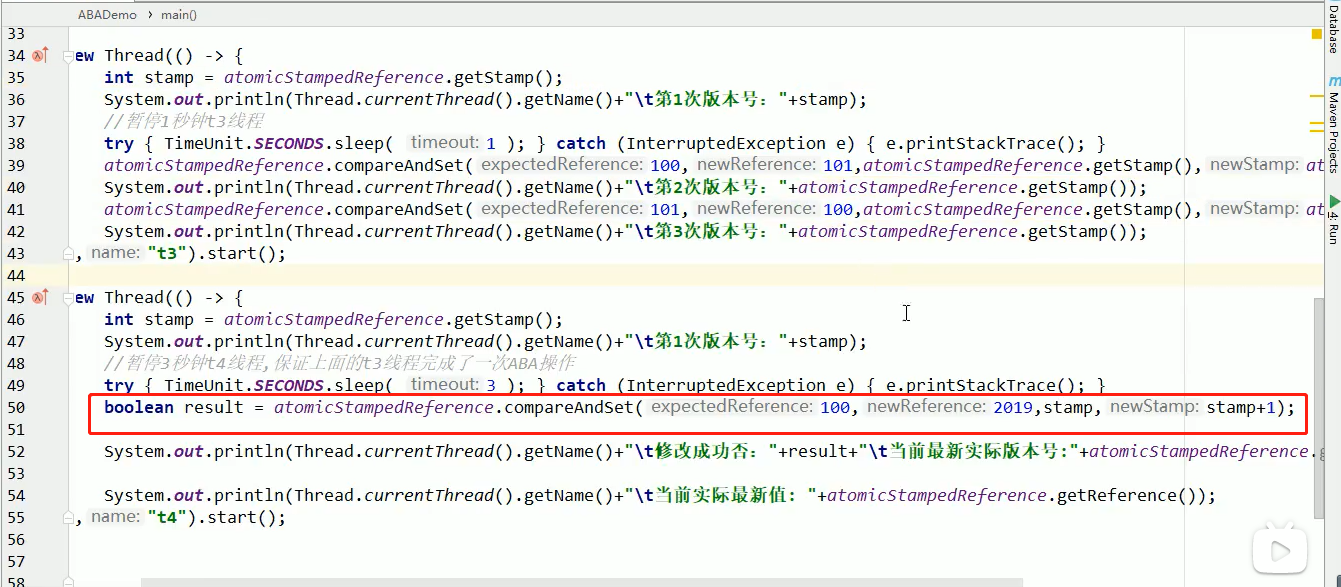 ABADemo › main()
33
34 ew Thread(() -> {
35 int stamp = atomicStampedReference.getStamp();
36 System.out.println(Thread.currentThread().getName()+"\t第1次版本号："+stamp);
37 //暂停1秒钟t3线程
38 try { TimeUnit.SECONDS.sleep( timeout: 1 ); } catch (InterruptedException e) { e.printStackTrace(); }
39 atomicStampedReference.compareAndSet( expectedReference: 100, newReference: 101,atomicStampedReference.getStamp(), newStamp: at
40 System.out.println(Thread.currentThread().getName()+"\t第2次版本号："+atomicStampedReference.getStamp());
41 atomicStampedReference.compareAndSet( expectedReference: 101, newReference: 100,atomicStampedReference.getStamp(), newStamp: at
42 System.out.println(Thread.currentThread().getName()+"\t第3次版本号："+atomicStampedReference.getStamp());
43 , name: "t3").start();
44
45 ew Thread(() -> {
46 int stamp = atomicStampedReference.getStamp();
47 System.out.println(Thread.currentThread().getName()+"\t第1次版本号："+stamp);
48 //暂停3秒钟t4线程,保证上面的t3线程完成了一次ABA操作
49 try { TimeUnit.SECONDS.sleep( timeout: 3 ); } catch (InterruptedException e) { e.printStackTrace(); }
50 boolean result = atomicStampedReference.compareAndSet( expectedReference: 100, newReference: 2019,stamp, newStamp: stamp+1);
51
52 System.out.println(Thread.currentThread().getName()+"\t修改成功否："+result+"\t当前最新实际版本号:"+atomicStampedReference.g
53
54 System.out.println(Thread.currentThread().getName()+"\t当前实际最新值："+atomicStampedReference.getReference());
55 , name: "t4").start();
56
57
58
Database
m Maven Projects
4: Run